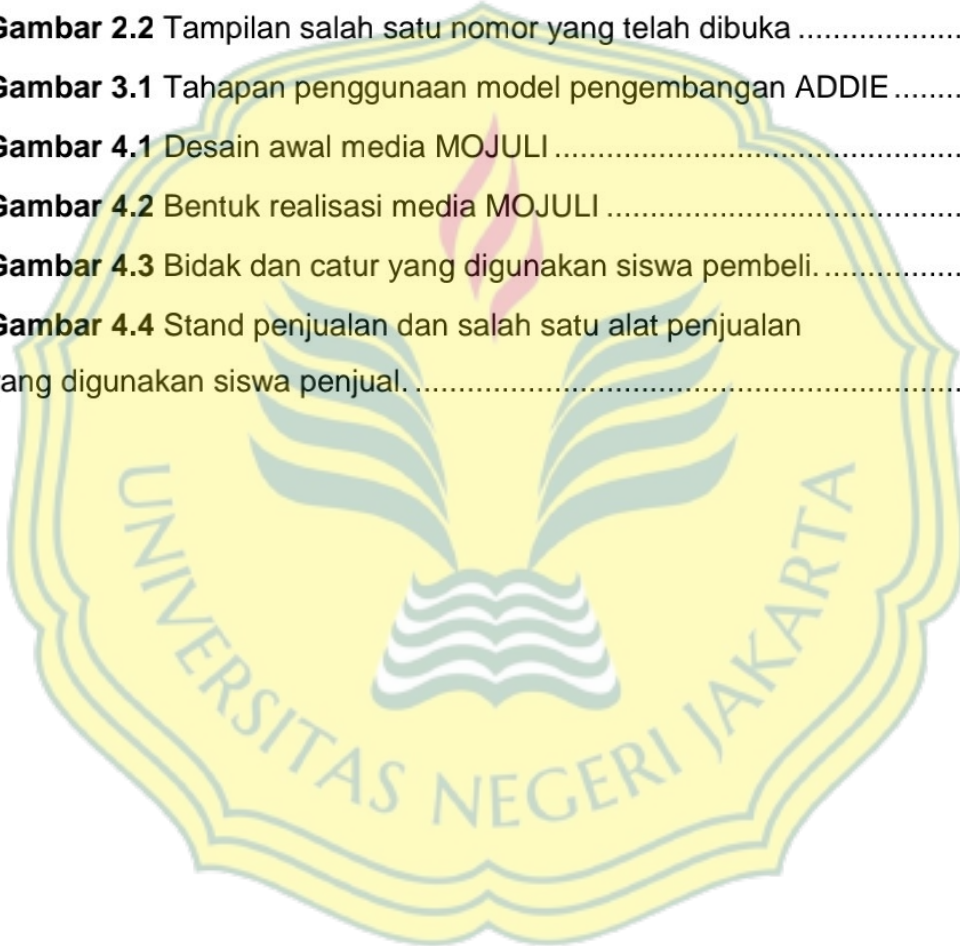 Gambar 2.2 Tampilan salah satu nomor yang telah dibuka ...................
Gambar 3.1 Tahapan penggunaan model pengembangan ADDIE ........
Gambar 4.1 Desain awal media MOJULI ...............................................
Gambar 4.2 Bentuk realisasi media MOJULI .........................................
Gambar 4.3 Bidak dan catur yang digunakan siswa pembeli. ................
Gambar 4.4 Stand penjualan dan salah satu alat penjualan
yang digunakan siswa penjual. ...............................................................
UNIVERSITAS NEGERI JAKARTA